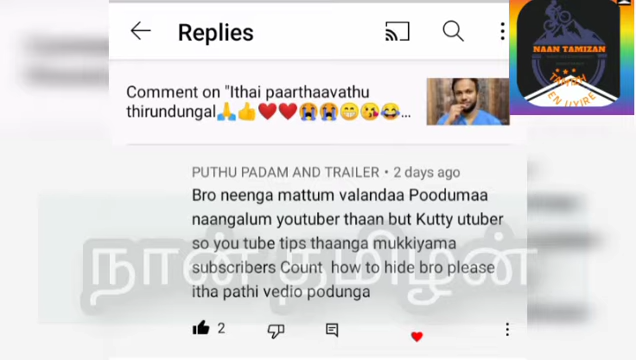 Replies
Comment on "Ithai paarthaavathu
thirundungal🙏👍❤️❤️😭😭😁😘😂...
PUTHU PADAM AND TRAILER • 2 days ago
Bro neenga mattum valandaa Poodumaa
naangalum youtuber thaan but Kutty utuber
so you tube tips thaanga mukkiyama
subscribers Count how to hide bro please
itha pathi vedio podunga
2
NAAN TAMIZAN
EN UYIRE
நான் தமிழன்